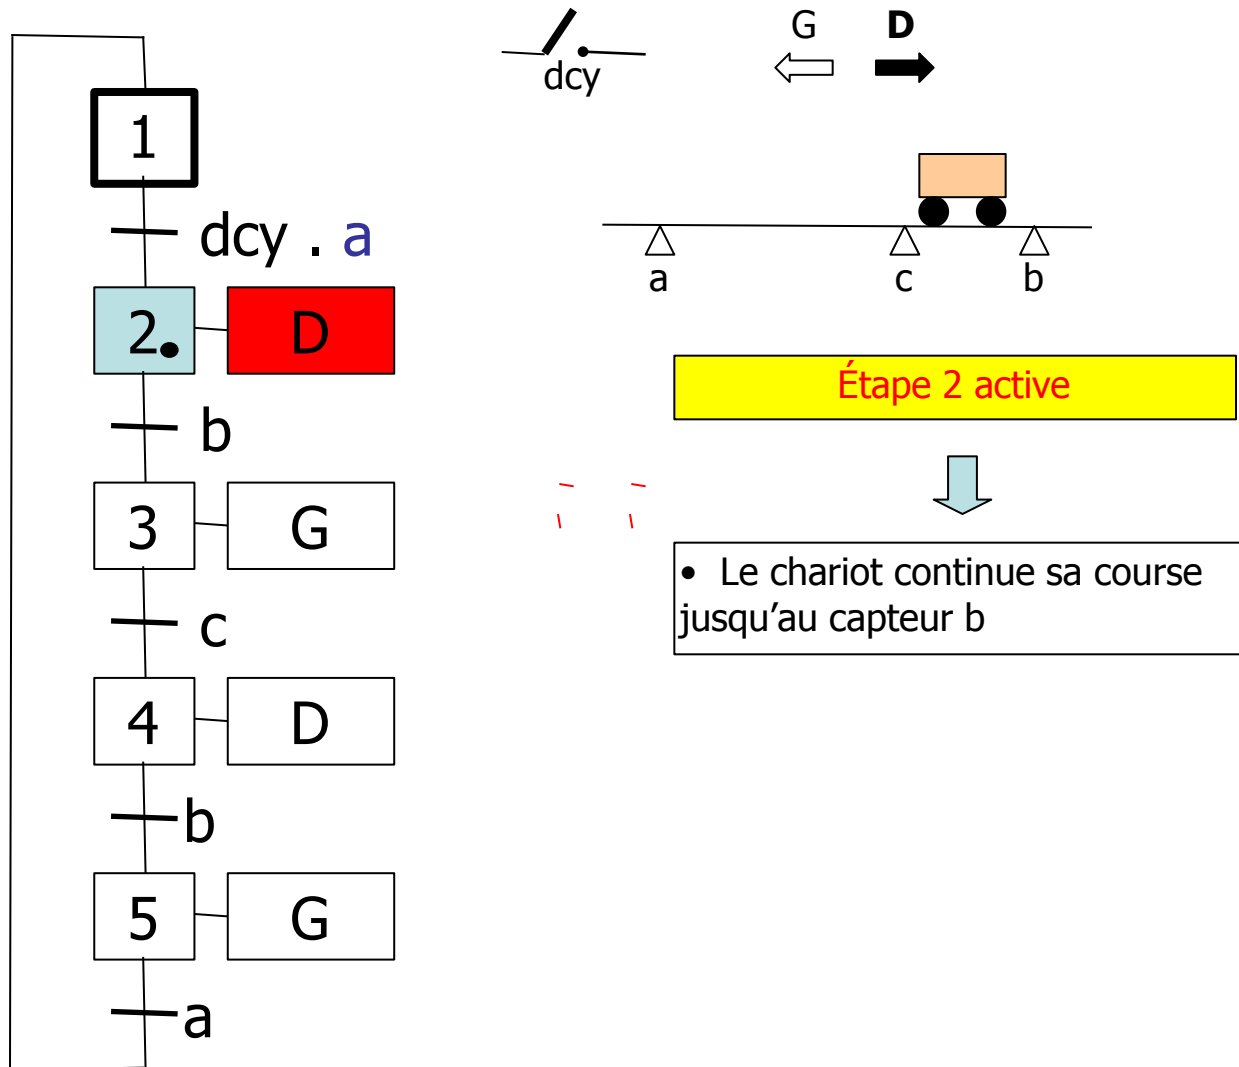 1
dcy . a
2
D
b
3
G
c
4
D
b
5
G
a
dcy
G D
a c b
Étape 2 active
• Le chariot continue sa course
jusqu’au capteur b